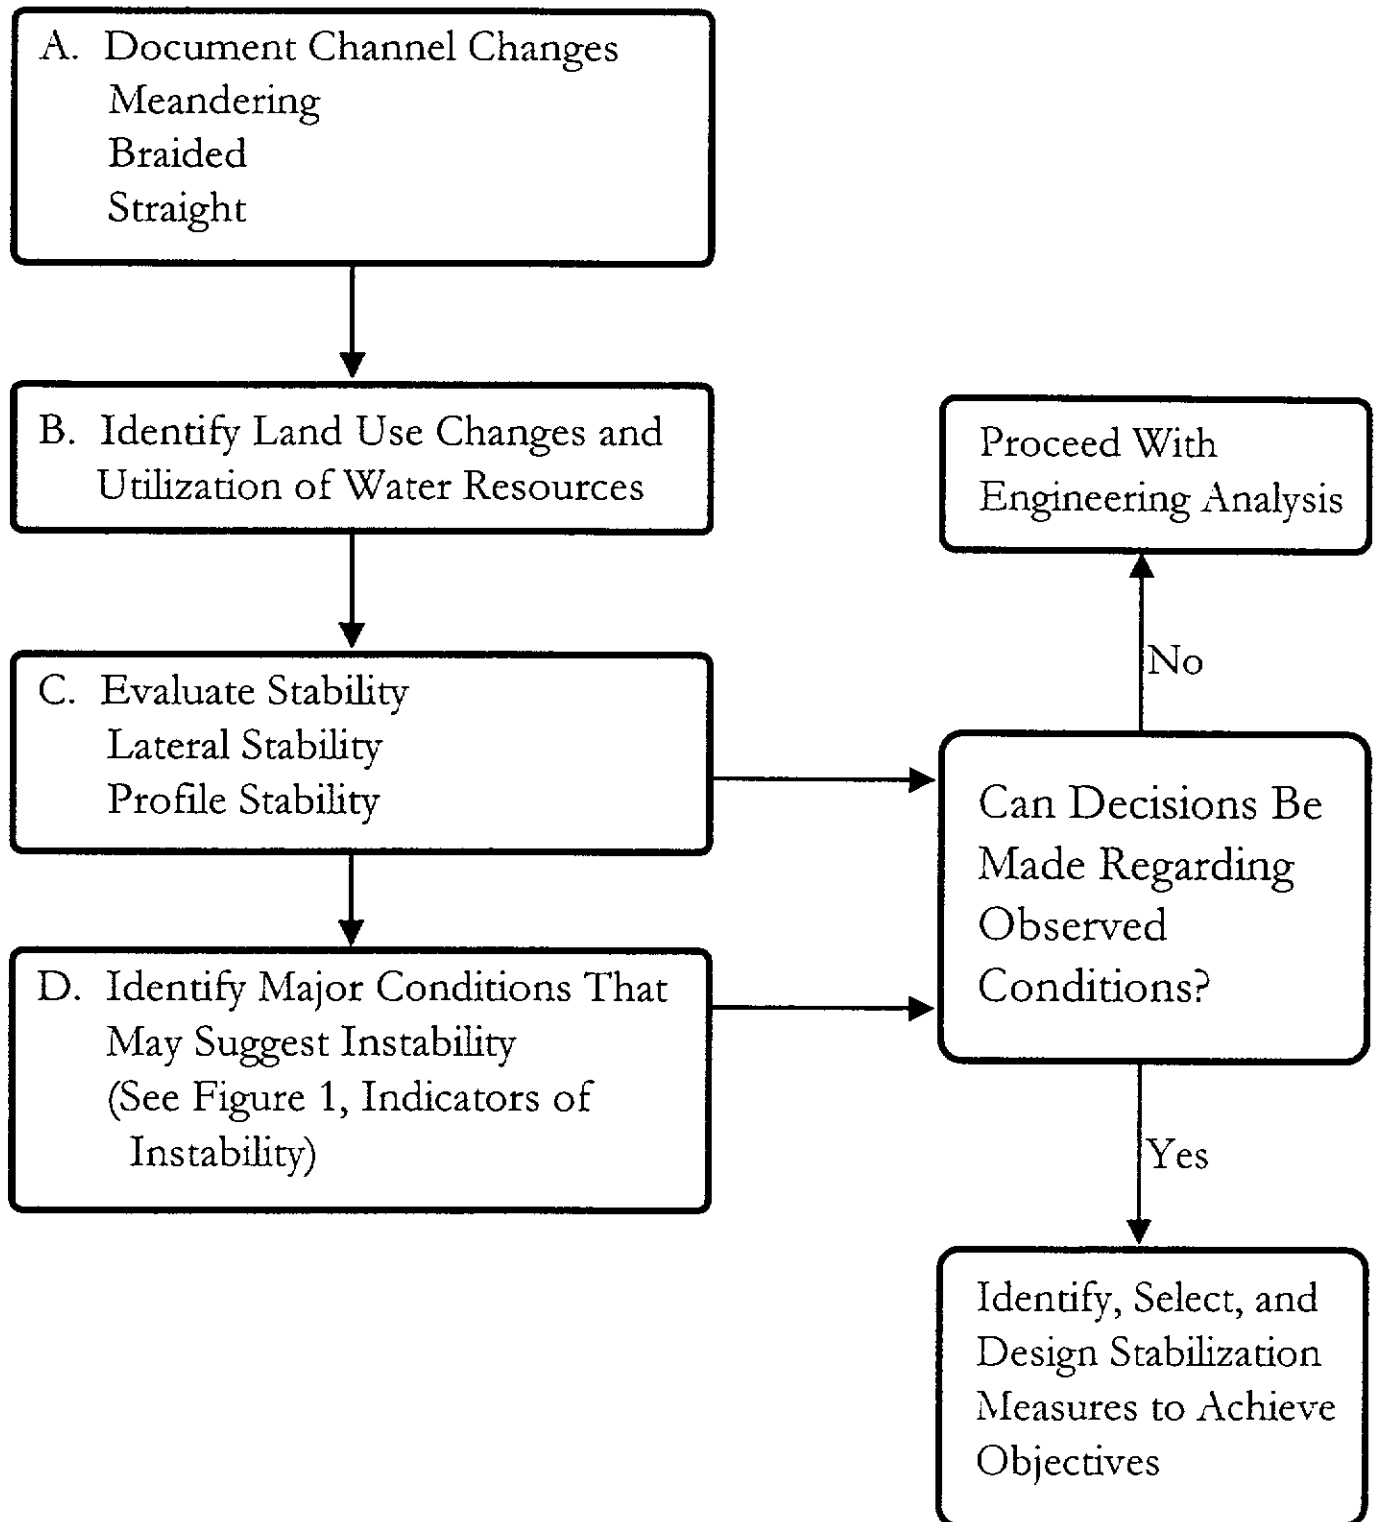 A. Document Channel Changes
Meandering
Braided
Straight
B. Identify Land Use Changes and
Utilization of Water Resources
C. Evaluate Stability
Lateral Stability
Profile Stability
D. Identify Major Conditions That
May Suggest Instability
(See Figure 1, Indicators of
Instability)
Proceed With
Engineering Analysis
No
Can Decisions Be
Made Regarding
Observed
Conditions?
Yes
Identify, Select, and
Design Stabilization
Measures to Achieve
Objectives